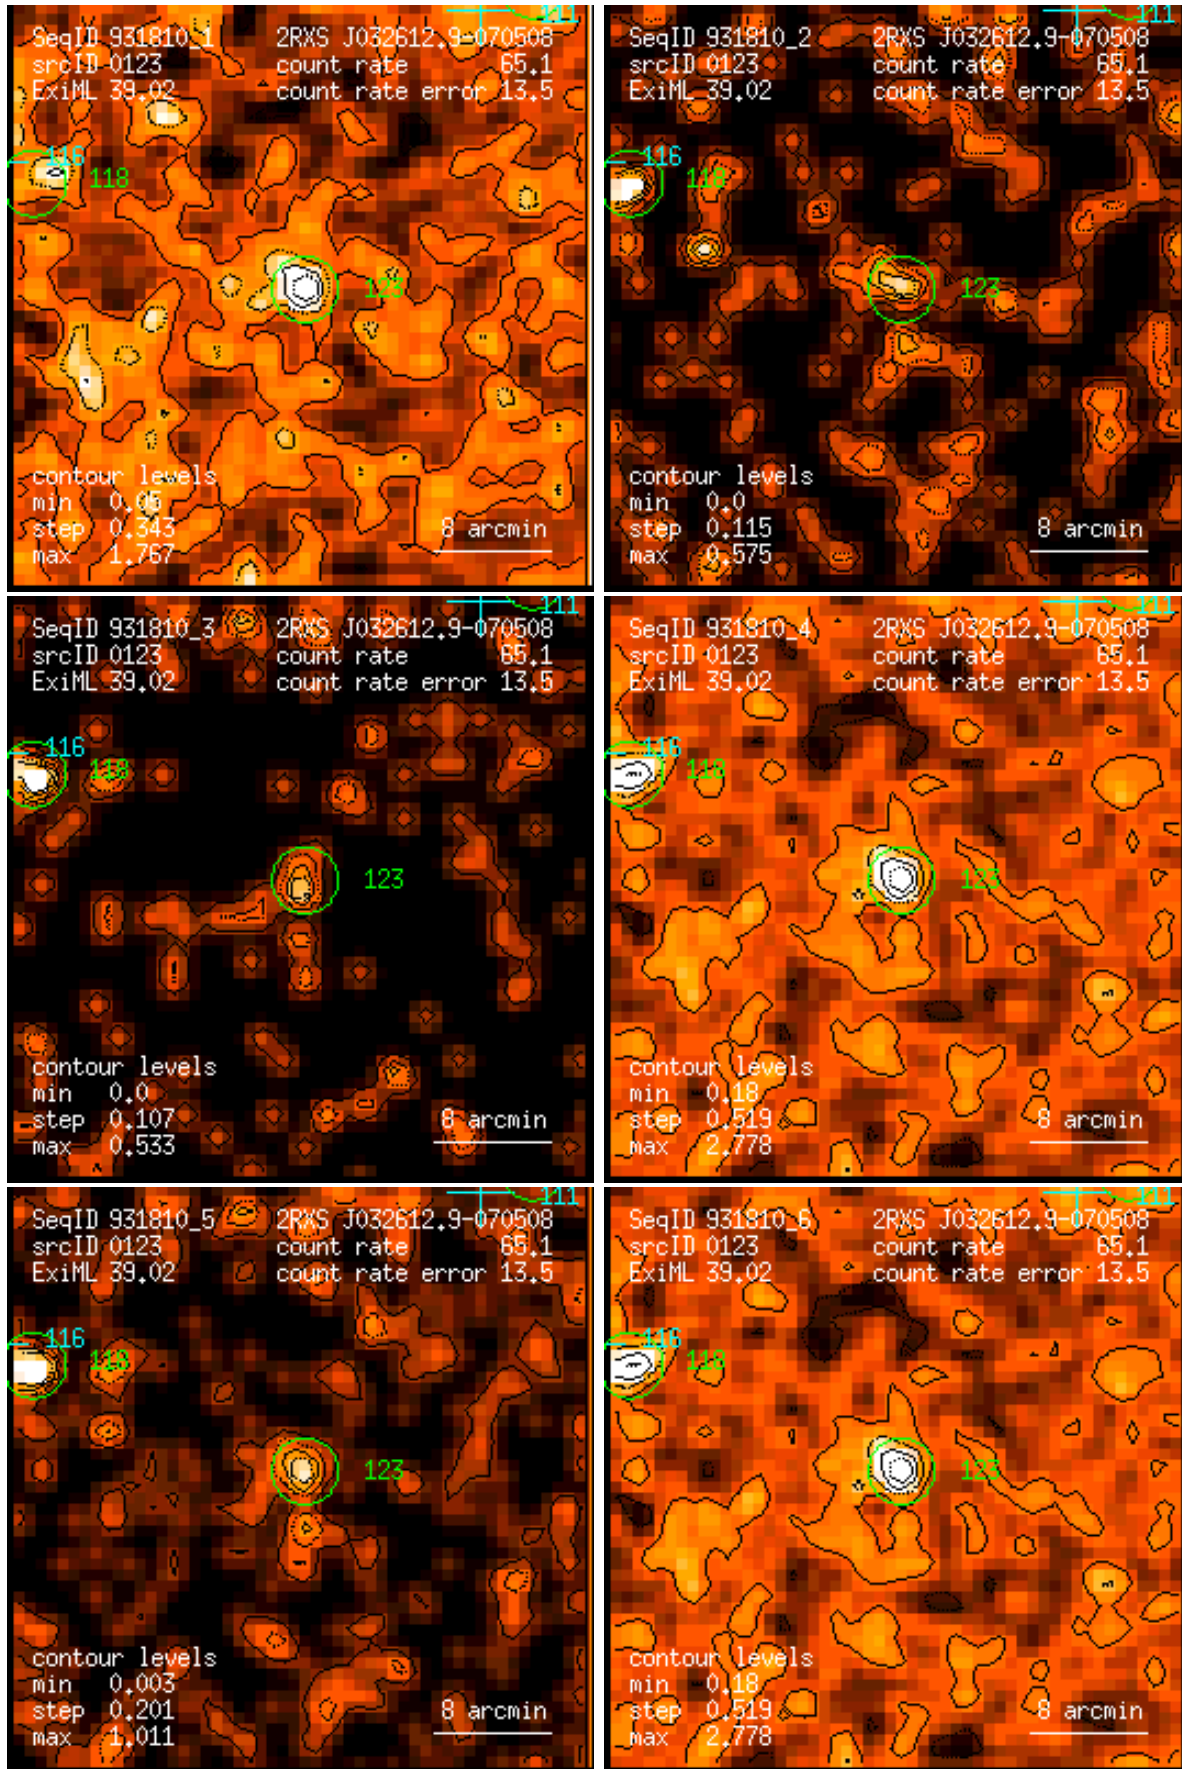 111
SeqID 931810_1 2RXS J032612.9-070508
srcID 0123 count rate 65.1
ExiML 39.02 count rate error 13.5
116
118
123
contour levels
min 0.05
step 0.343
max 1.767
8 arcmin
111
SeqID 931810_2 2RXS J032612.9-070508
srcID 0123 count rate 65.1
ExiML 39.02 count rate error 13.5
116
118
123
contour levels
min 0.0
step 0.115
max 0.575
8 arcmin
111
SeqID 931810_3 2RXS J032612.9-070508
srcID 0123 count rate 65.1
ExiML 39.02 count rate error 13.5
116
118
123
contour levels
min 0.0
step 0.107
max 0.533
8 arcmin
111
SeqID 931810_4 2RXS J032612.9-070508
srcID 0123 count rate 65.1
ExiML 39.02 count rate error 13.5
116
118
123
contour levels
min 0.18
step 0.519
max 2.778
8 arcmin
111
SeqID 931810_5 2RXS J032612.9-070508
srcID 0123 count rate 65.1
ExiML 39.02 count rate error 13.5
116
118
123
contour levels
min 0.003
step 0.201
max 1.011
8 arcmin
111
SeqID 931810_6 2RXS J032612.9-070508
srcID 0123 count rate 65.1
ExiML 39.02 count rate error 13.5
116
118
123
contour levels
min 0.18
step 0.519
max 2.778
8 arcmin